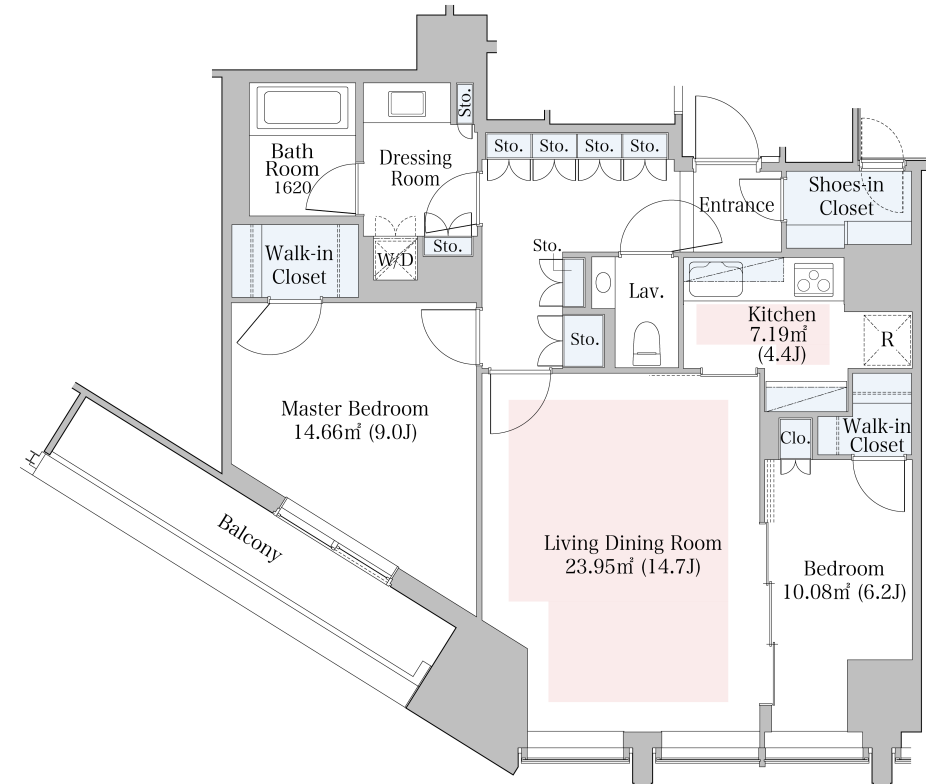 Sto.
Bath
Room
1620
Dressing
Room
Sto.
Sto.
Sto.
Sto.
Entrance
Shoes-in
Closet
Walk-in
Closet
W/D
Sto.
Sto.
Lav.
Sto.
Kitchen
7.19㎡
(4.4J)
R
Master Bedroom
14.66㎡ (9.0J)
Clo.
Walk-in
Closet
Balcony
Living Dining Room
23.95㎡ (14.7J)
Bedroom
10.08㎡ (6.2J)